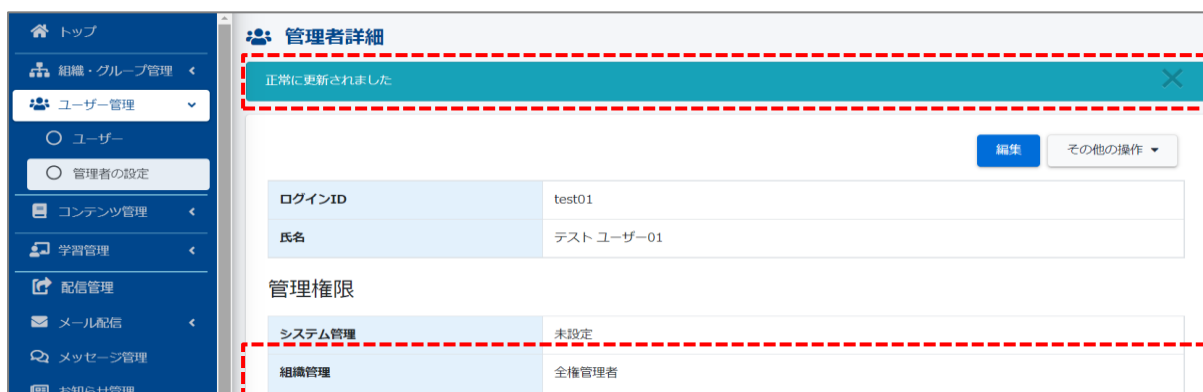 トップ
組織・グループ管理
ユーザー管理
ユーザー
管理者の設定
コンテンツ管理
学習管理
配信管理
メール配信
メッセージ管理
お知らせ管理
管理者詳細
正常に更新されました
編集 その他の操作
ログインID test01
氏名 テスト ユーザー01
管理権限
システム管理 未設定
組織管理 全権管理者